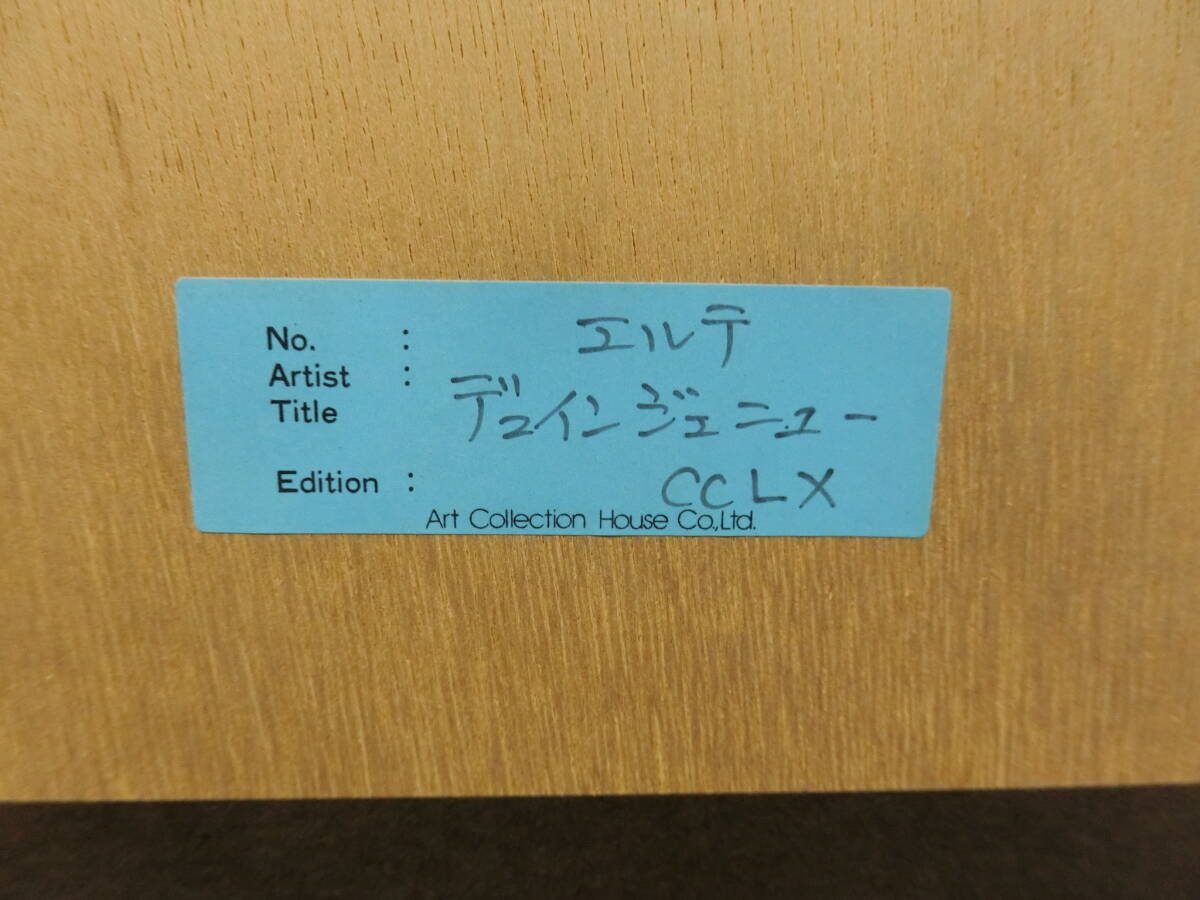 No. : エルテ
Artist :
Title デュインジェニュー
Edition : CCLX
Art Collection House Co.,Ltd.